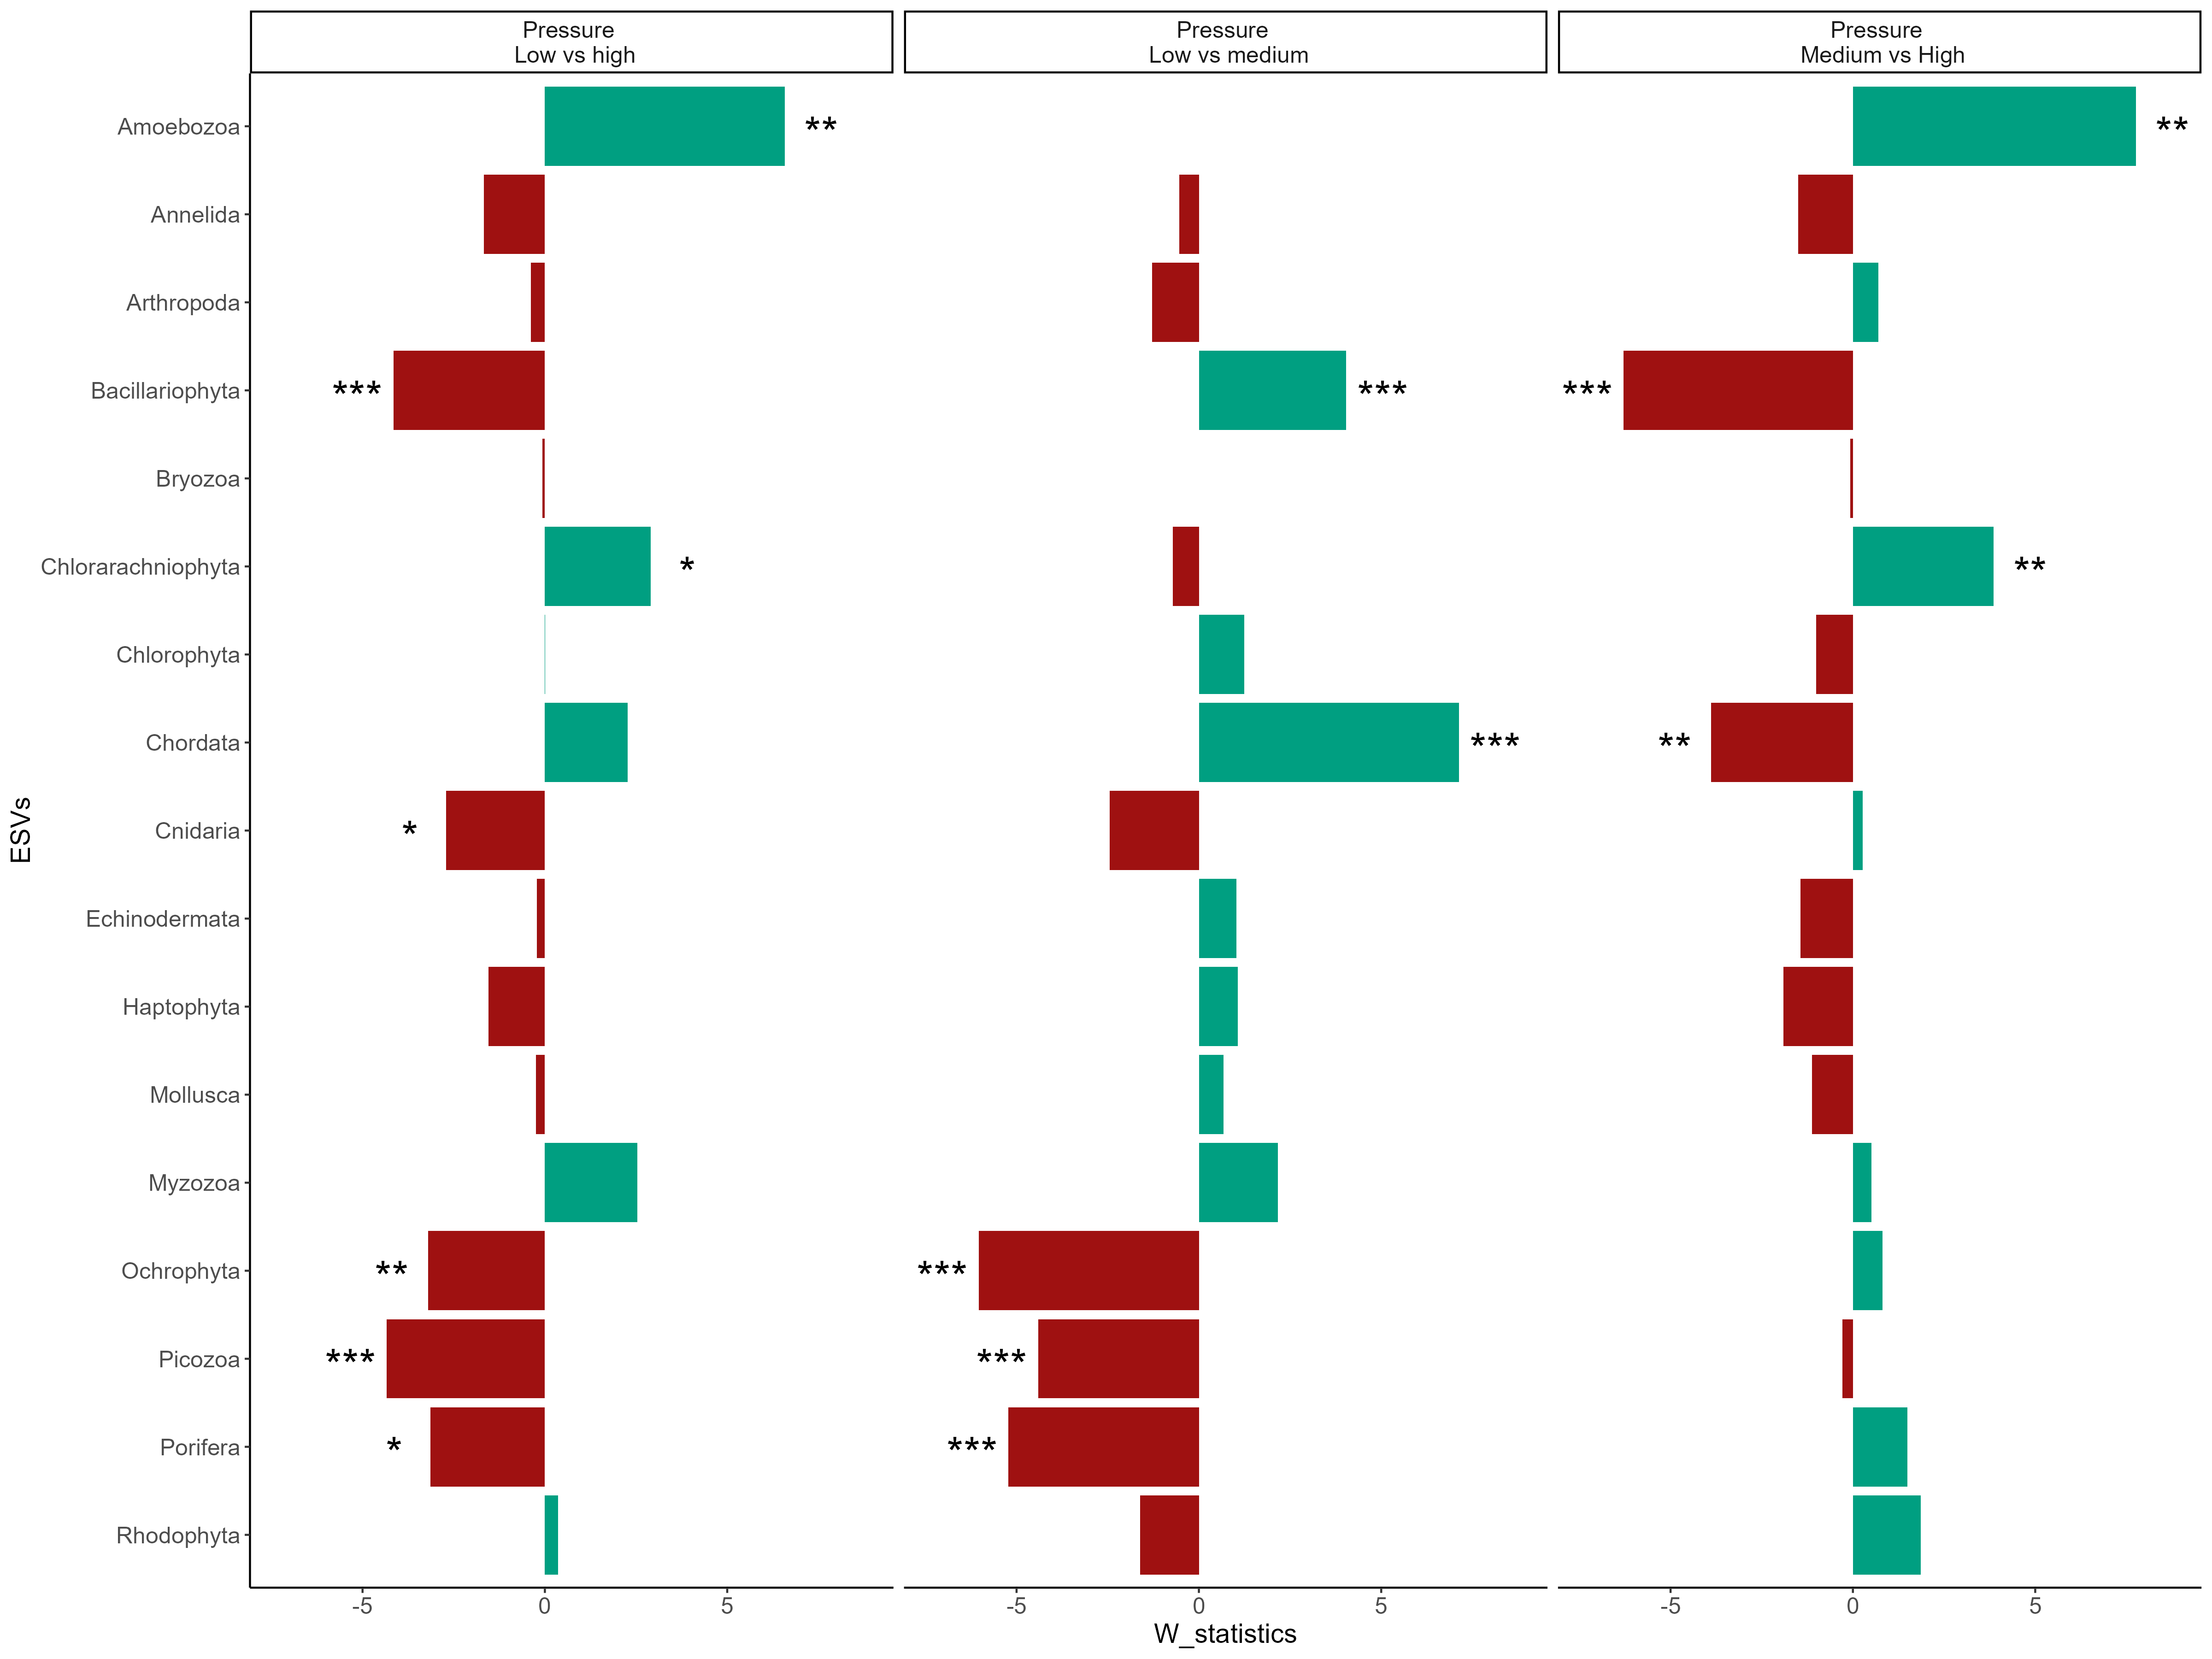 Pressure
Low vs high
Pressure
Low vs medium
Pressure
Medium vs High
Amoebozoa
**
**
Annelida
Arthropoda
Bacillariophyta
***
***
***
Bryozoa
Chlorarachniophyta
*
**
Chlorophyta
Chordata
***
**
Cnidaria
*
Echinodermata
Haptophyta
Mollusca
Myzozoa
Ochrophyta
**
***
Picozoa
***
***
Porifera
*
***
Rhodophyta
ESVs
-5 0 5
-5 0 5
-5 0 5
W_statistics